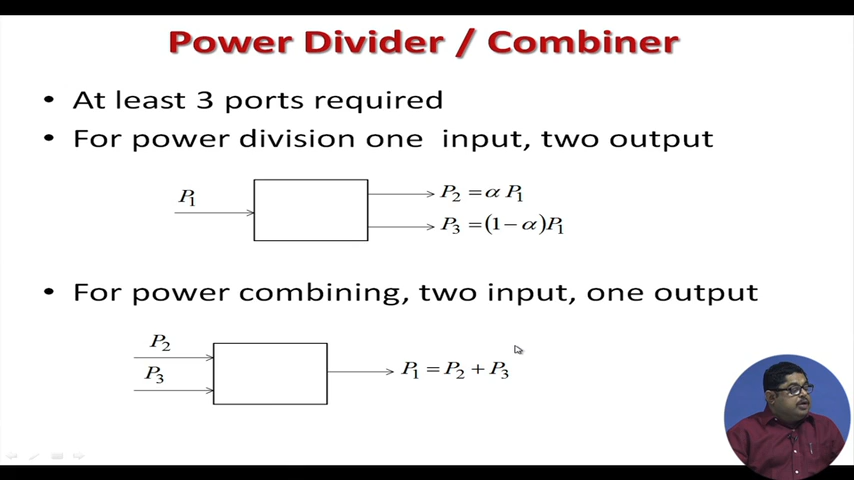 Power Divider / Combiner
• At least 3 ports required
• For power division one input, two output
P₁
P₂ = α P₁
P₃ = (1 − α)P₁
• For power combining, two input, one output
P₂
P₃
P₁ = P₂ + P₃